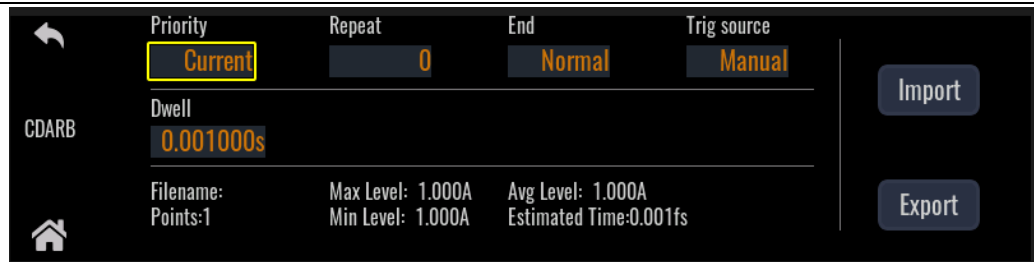 Priority Repeat End Trig source
Current 0 Normal Manual
Import
Dwell
CDARB
0.001000s
Filename: Max Level: 1.000A Avg Level: 1.000A
Points:1 Min Level: 1.000A Estimated Time:0.001fs
Export